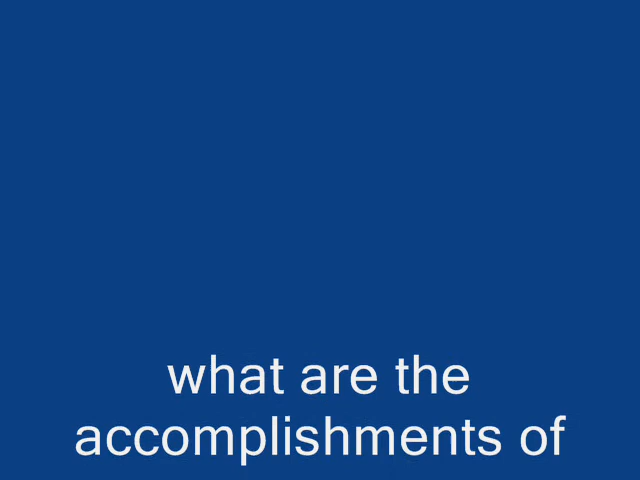 what are the
accomplishments of